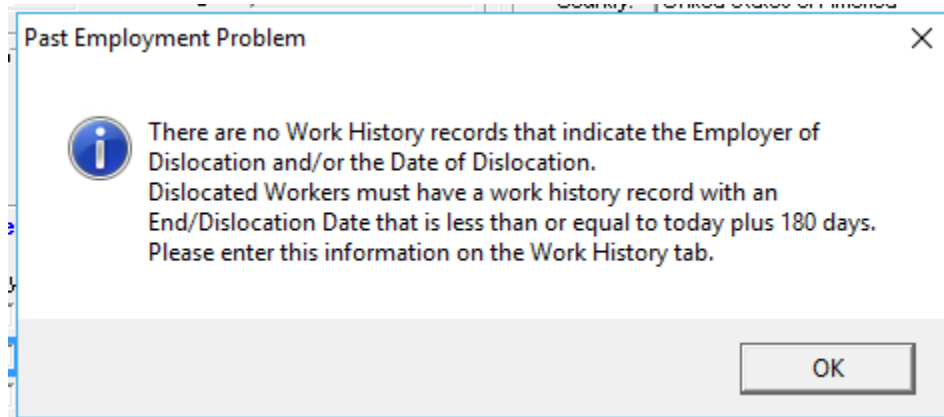 Past Employment Problem
There are no Work History records that indicate the Employer of
Dislocation and/or the Date of Dislocation.
Dislocated Workers must have a work history record with an
End/Dislocation Date that is less than or equal to today plus 180 days.
Please enter this information on the Work History tab.
OK